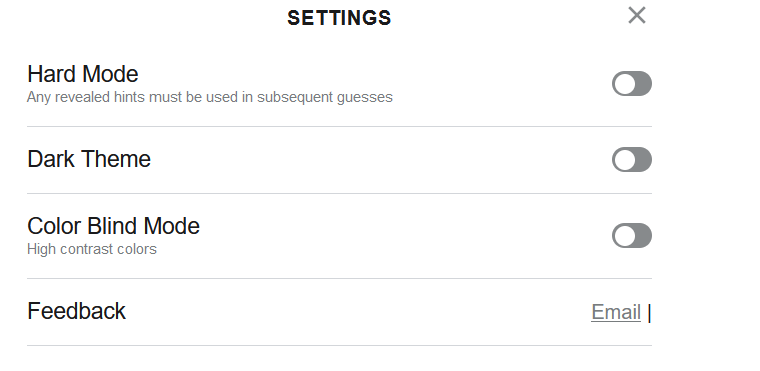 SETTINGS
Hard Mode
Any revealed hints must be used in subsequent guesses
Dark Theme
Color Blind Mode
High contrast colors
Feedback
Email |